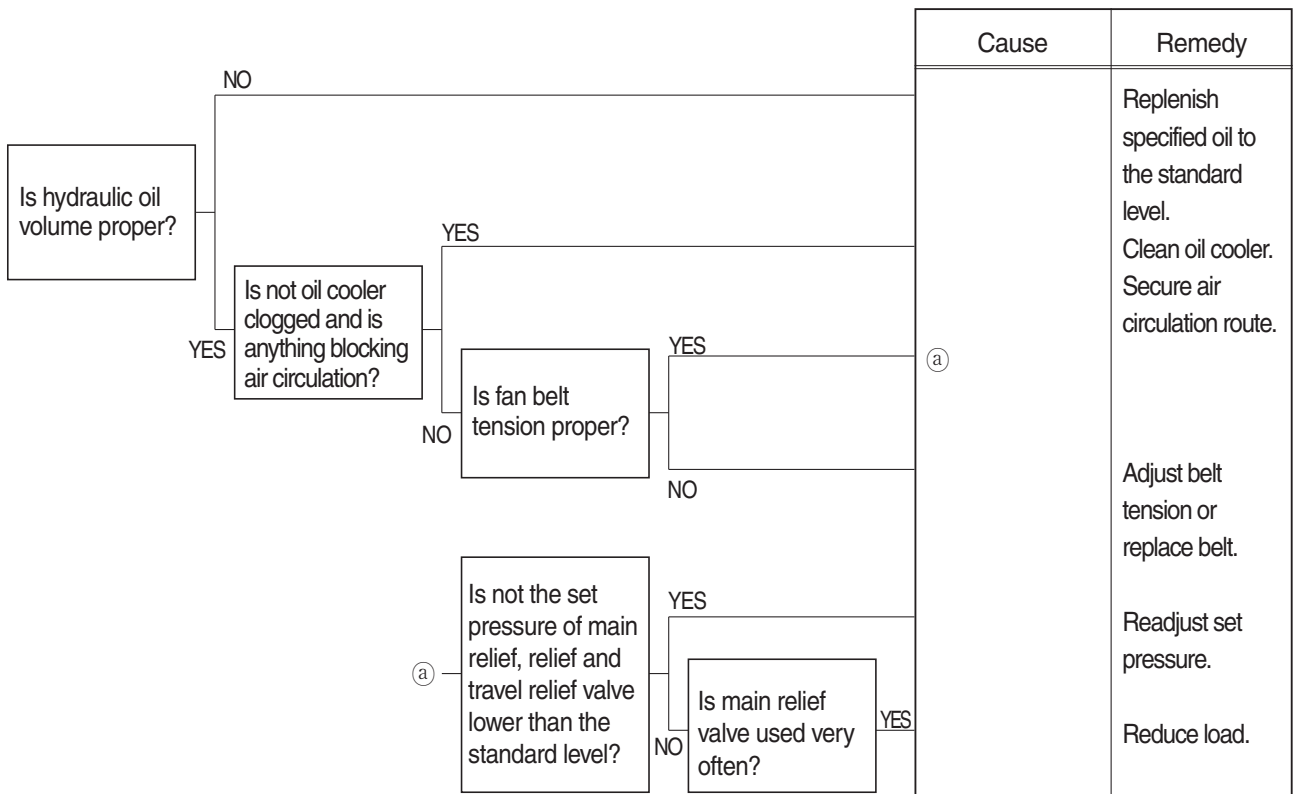 Cause
Remedy
NO
Replenish
specified oil to
the standard
level.
Is hydraulic oil
volume proper?
YES
Clean oil cooler.
Secure air
circulation route.
YES
Is not oil cooler
clogged and is
anything blocking
air circulation?
YES
ⓐ
NO
Is fan belt
tension proper?
NO
Adjust belt
tension or
replace belt.
ⓐ
Is not the set
pressure of main
relief, relief and
travel relief valve
lower than the
standard level?
YES
Readjust set
pressure.
NO
Is main relief
valve used very
often?
YES
Reduce load.